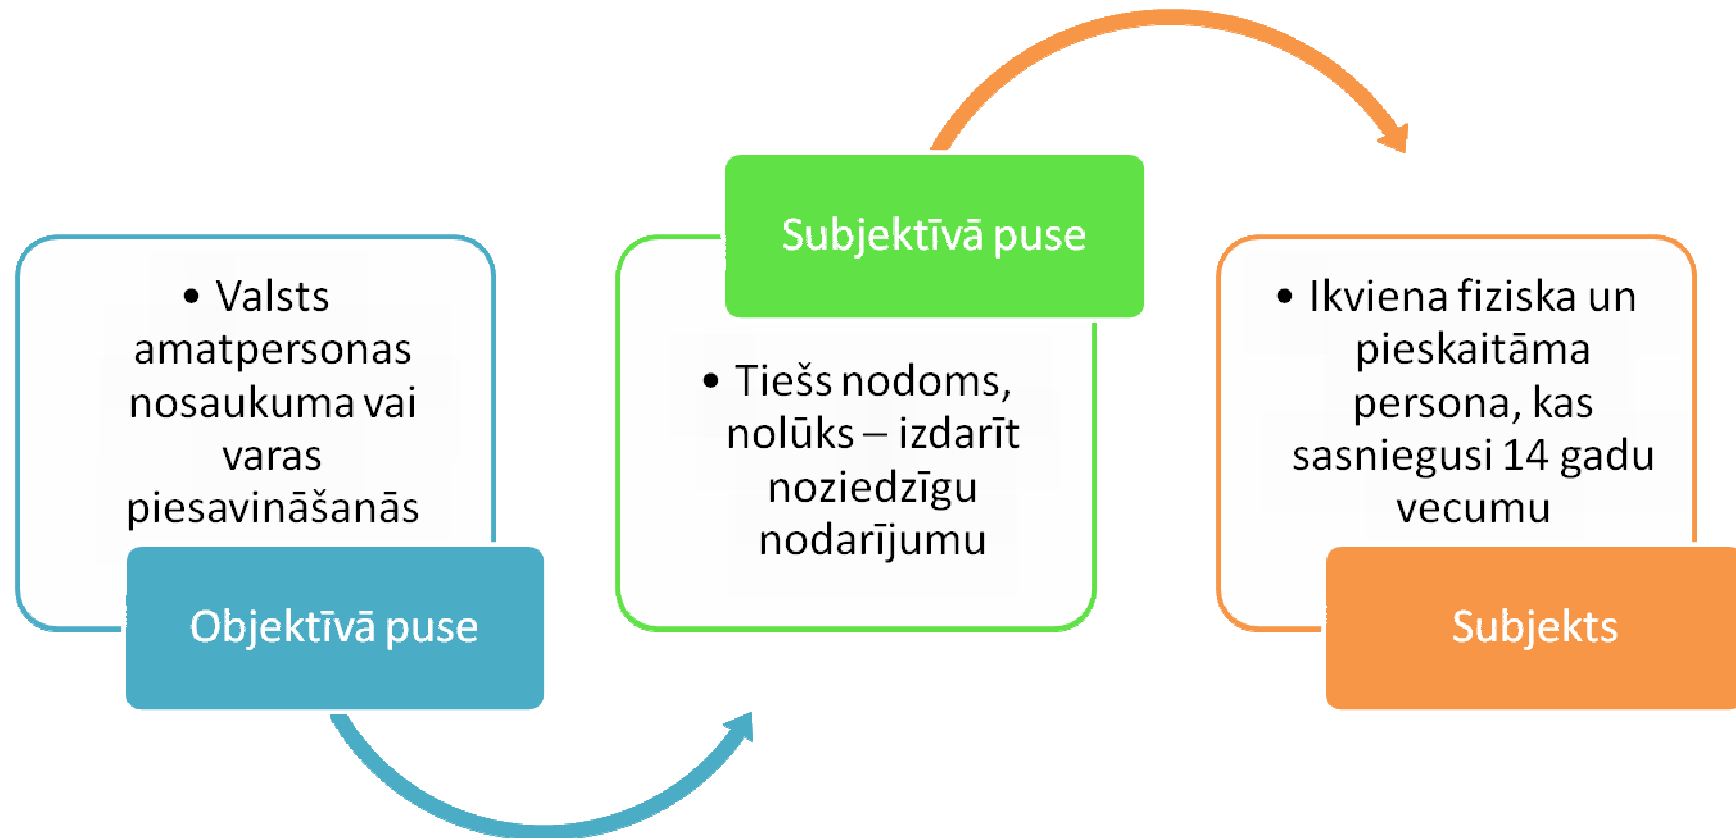 • Valsts
amatpersonas
nosaukuma vai
varas
piesavināšanās
Objektīvā puse
Subjektīvā puse
• Tiešs nodoms,
nolūks – izdarīt
noziedzīgu
nodarījumu
• Ikviena fiziska un
pieskaitāma
persona, kas
sasniegusi 14 gadu
vecumu
Subjekts